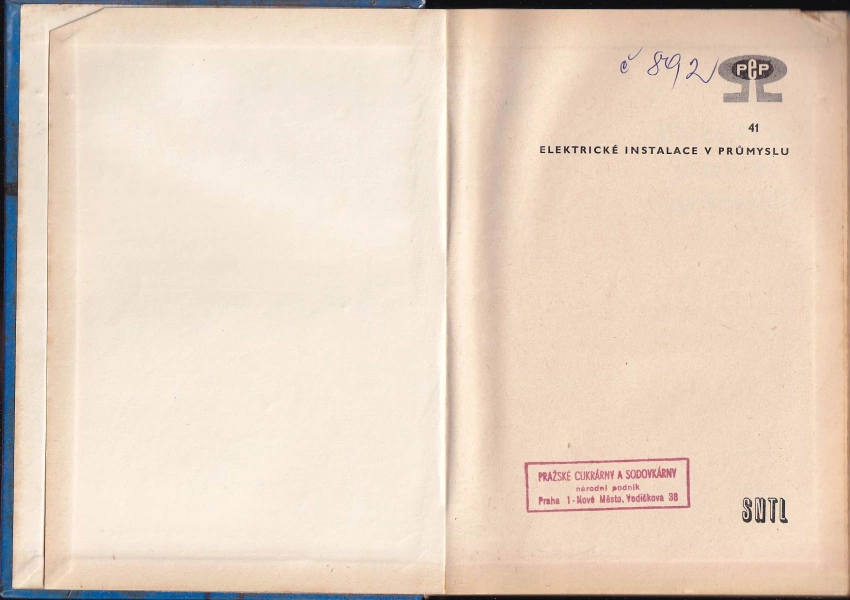 č 892
PeP
41
ELEKTRICKÉ INSTALACE V PRŮMYSLU
PRAŽSKÉ CUKRÁRNY A SODOVKÁRNY
národní podnik
Praha 1 - Nové Město, Vodičkova 38
SNTL